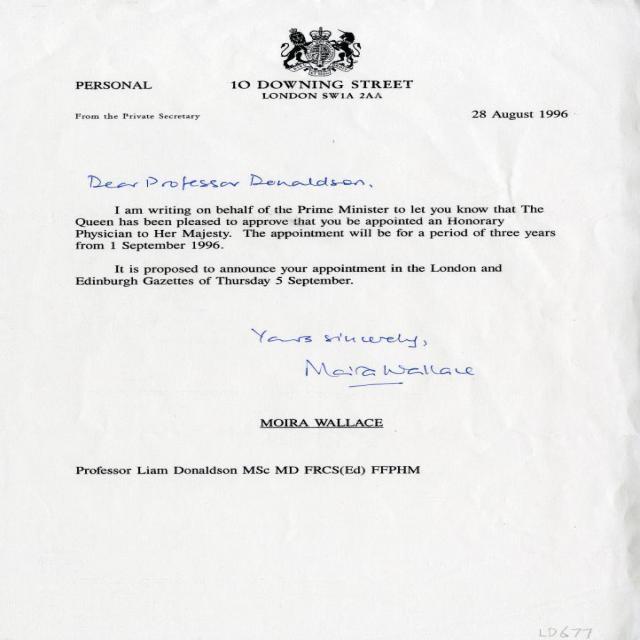 PERSONAL
10 DOWNING STREET
LONDON SW1A 2AA
From the Private Secretary
28 August 1996
Dear Professor Donaldson,
I am writing on behalf of the Prime Minister to let you know that The
Queen has been pleased to approve that you be appointed an Honorary
Physician to Her Majesty. The appointment will be for a period of three years
from 1 September 1996.
It is proposed to announce your appointment in the London and
Edinburgh Gazettes of Thursday 5 September.
Yours sincerely,
Moira Wallace
MOIRA WALLACE
Professor Liam Donaldson MSc MD FRCS(Ed) FFPHM
LD677